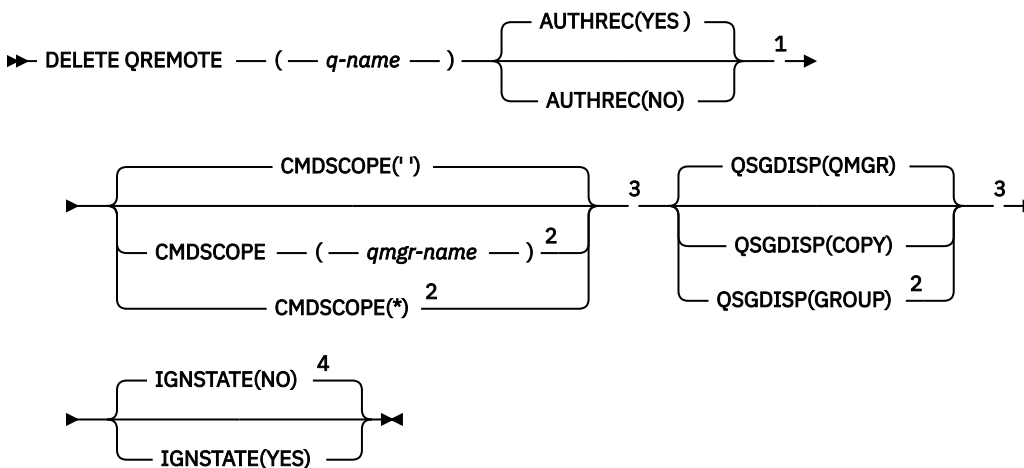 AUTHREC(YES )
DELETE QREMOTE ( q-name ) 1
AUTHREC(NO)
CMDSCOPE(' ') QSGDISP(QMGR)
3 3
CMDSCOPE ( qmgr-name ) 2 QSGDISP(COPY)
CMDSCOPE(*) 2 QSGDISP(GROUP) 2
IGNSTATE(NO) 4
IGNSTATE(YES)